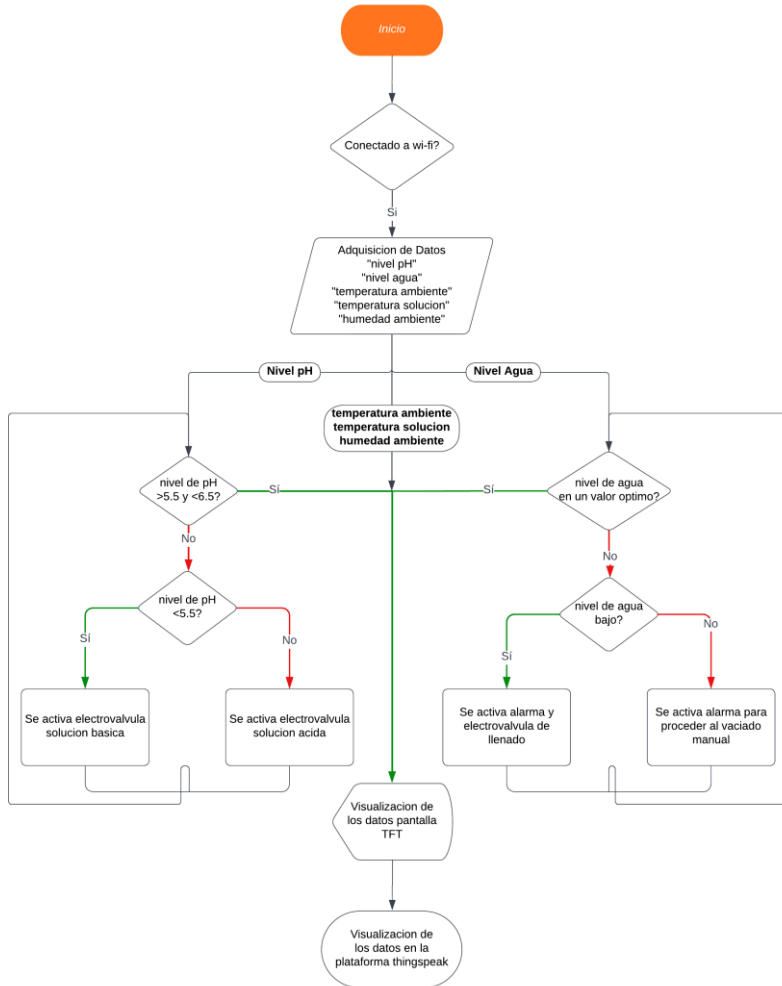 Inicio
Conectado a wi-fi?
Si
Adquisicion de Datos
"nivel pH"
"nivel agua"
"temperatura ambiente"
"temperatura solucion"
"humedad ambiente"
Nivel pH
Nivel Agua
temperatura ambiente
temperatura solucion
humedad ambiente
nivel de pH
>5.5 y <6.5?
Sí
Sí
nivel de agua
en un valor optimo?
No
No
nivel de pH
<5.5?
nivel de agua
bajo?
Sí
No
Sí
No
Se activa electrovalvula
solucion basica
Se activa electrovalvula
solucion acida
Se activa alarma y
electrovalvula de
llenado
Se activa alarma para
proceder al vaciado
manual
Visualizacion de
los datos pantalla
TFT
Visualizacion de
los datos en la
plataforma thingspeak